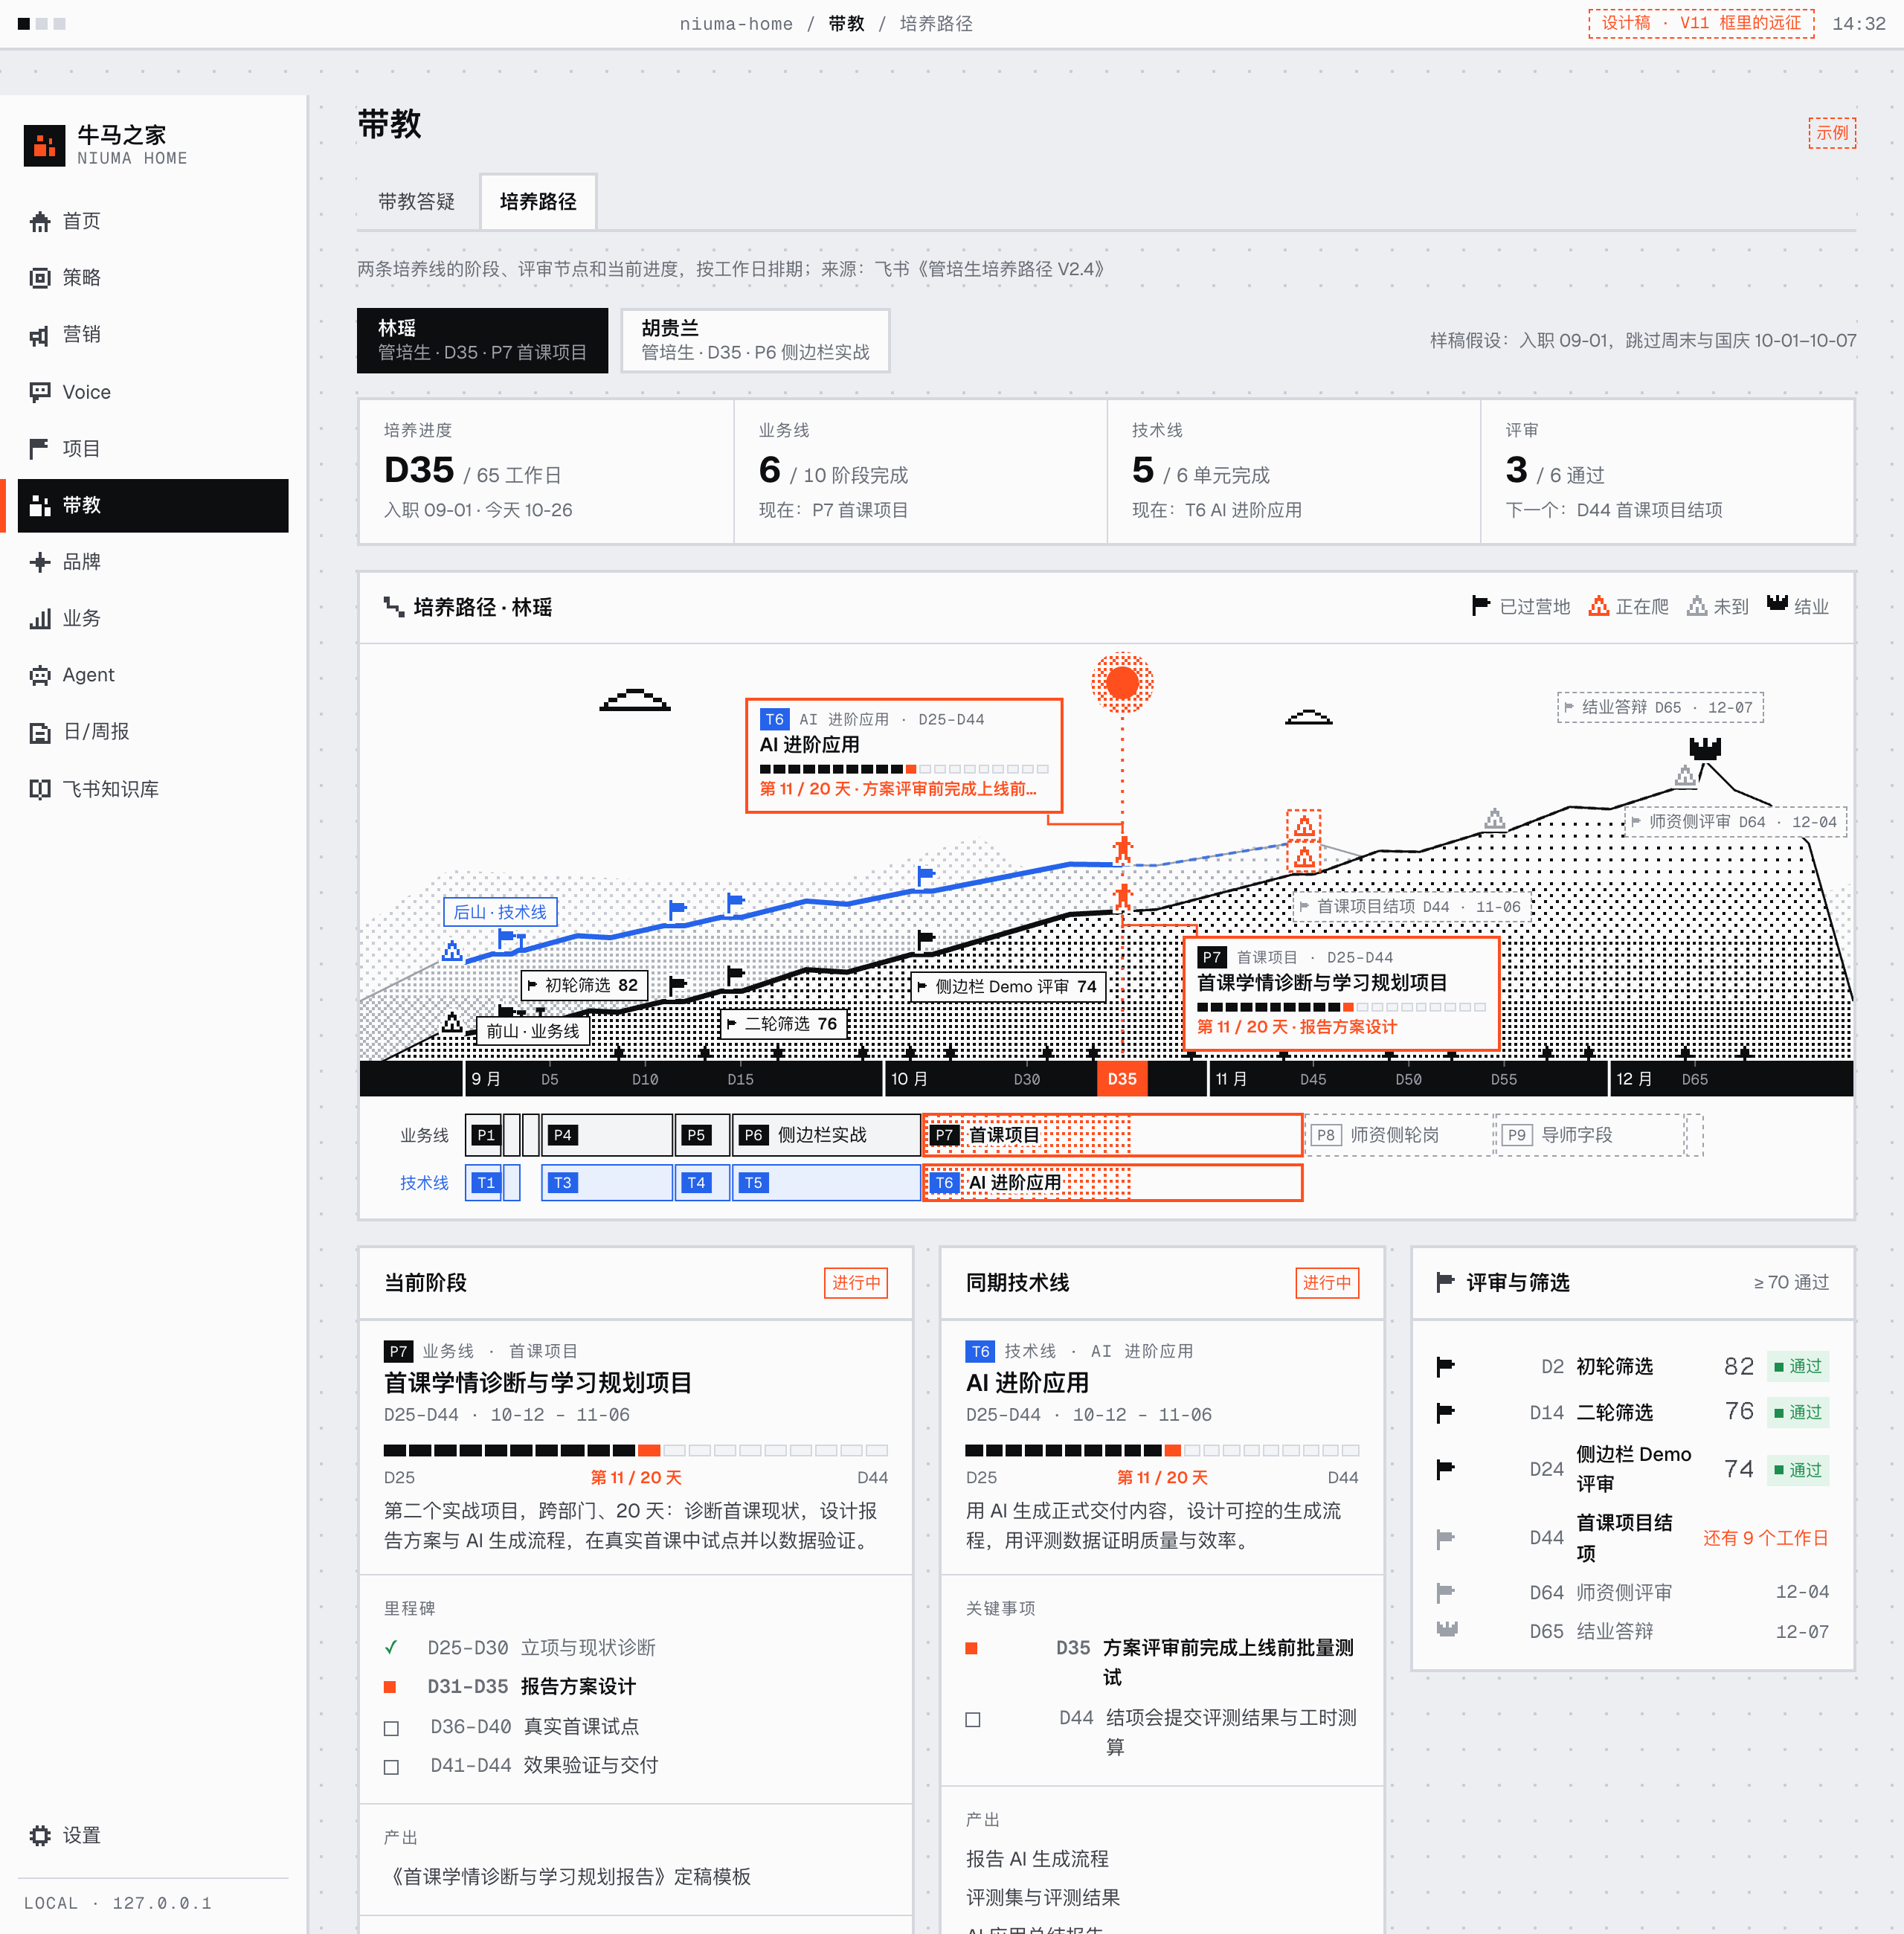 niuma-home / 带教 / 培养路径
设计稿 · V11 框里的远征
14:32
牛马之家
NIUMA HOME
首页
策略
营销
Voice
项目
带教
品牌
业务
Agent
日/周报
飞书知识库
设置
LOCAL · 127.0.0.1
带教
示例
带教答疑
培养路径
两条培养线的阶段、评审节点和当前进度，按工作日排期；来源：飞书《管培生培养路径 V2.4》
林瑶
管培生 · D35 · P7 首课项目
胡贵兰
管培生 · D35 · P6 侧边栏实战
样稿假设：入职 09-01，跳过周末与国庆 10-01–10-07
培养进度
D35 / 65 工作日
入职 09-01 · 今天 10-26
业务线
6 / 10 阶段完成
现在：P7 首课项目
技术线
5 / 6 单元完成
现在：T6 AI 进阶应用
评审
3 / 6 通过
下一个：D44 首课项目结项
培养路径 · 林瑶
已过营地
正在爬
未到
结业
T6 AI 进阶应用 · D25–D44
AI 进阶应用
第 11 / 20 天 · 方案评审前完成上线前...
结业答辩 D65 · 12-07
师资侧评审 D64 · 12-04
首课项目结项 D44 · 11-06
后山 · 技术线
初轮筛选 82
前山 · 业务线
二轮筛选 76
侧边栏 Demo 评审 74
P7 首课项目 · D25–D44
首课学情诊断与学习规划项目
第 11 / 20 天 · 报告方案设计
9 月 D5 D10 D15 10 月 D30 D35 11 月 D45 D50 D55 12 月 D65
业务线 P1 P4 P5 P6 侧边栏实战 P7 首课项目 P8 师资侧轮岗 P9 导师字段
技术线 T1 T3 T4 T5 T6 AI 进阶应用
当前阶段
进行中
P7 业务线 · 首课项目
首课学情诊断与学习规划项目
D25–D44 · 10-12 – 11-06
D25 第 11 / 20 天 D44
第二个实战项目，跨部门、20 天：诊断首课现状，设计报
告方案与 AI 生成流程，在真实首课中试点并以数据验证。
里程碑
D25–D30 立项与现状诊断
D31–D35 报告方案设计
D36–D40 真实首课试点
D41–D44 效果验证与交付
产出
《首课学情诊断与学习规划报告》定稿模板
同期技术线
进行中
T6 技术线 · AI 进阶应用
AI 进阶应用
D25–D44 · 10-12 – 11-06
D25 第 11 / 20 天 D44
用 AI 生成正式交付内容，设计可控的生成流
程，用评测数据证明质量与效率。
关键事项
D35 方案评审前完成上线前批量测
试
D44 结项会提交评测结果与工时测
算
产出
报告 AI 生成流程
评测集与评测结果
AI 应用总结报告
评审与筛选
≥ 70 通过
D2 初轮筛选 82 通过
D14 二轮筛选 76 通过
D24 侧边栏 Demo
评审 74 通过
D44 首课项目结
项 还有 9 个工作日
D64 师资侧评审 12-04
D65 结业答辩 12-07